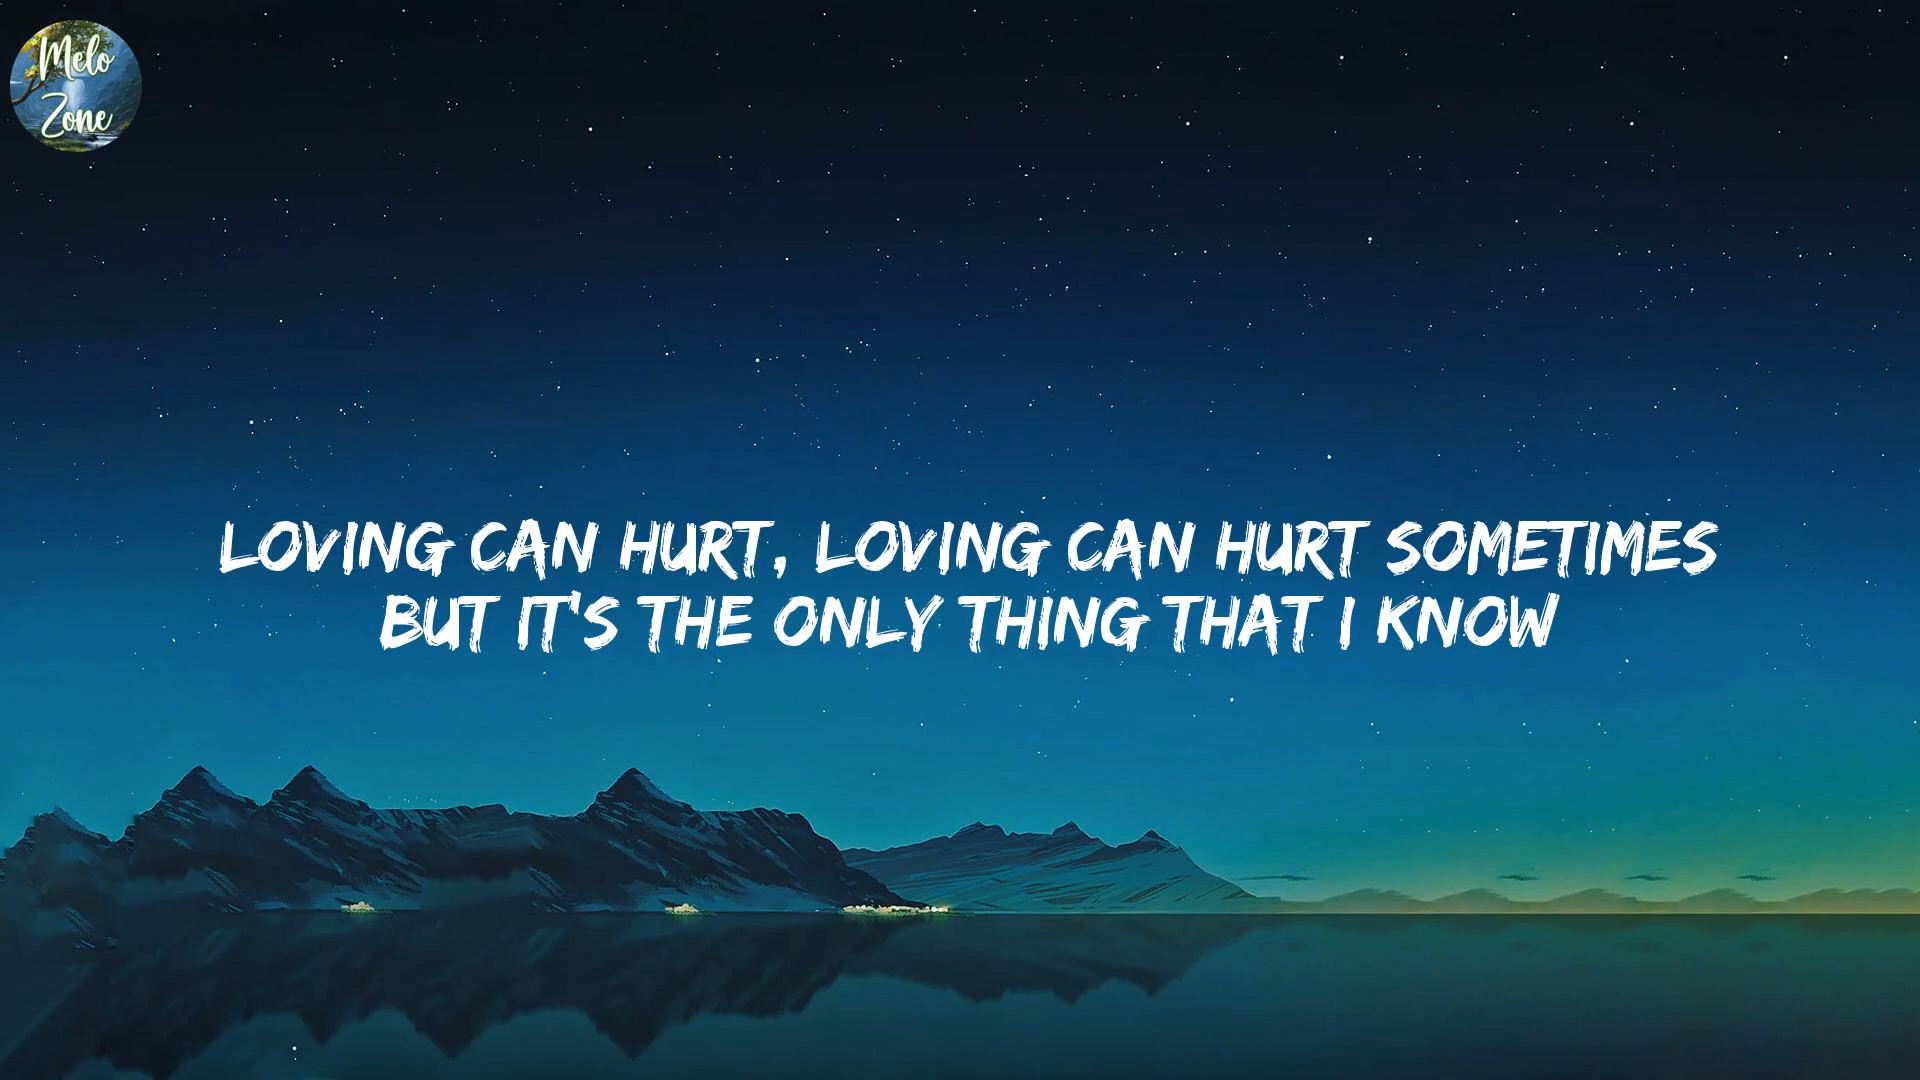 Melo
Zone
LOVING CAN HURT, LOVING CAN HURT SOMETIMES
BUT IT'S THE ONLY THING THAT I KNOW